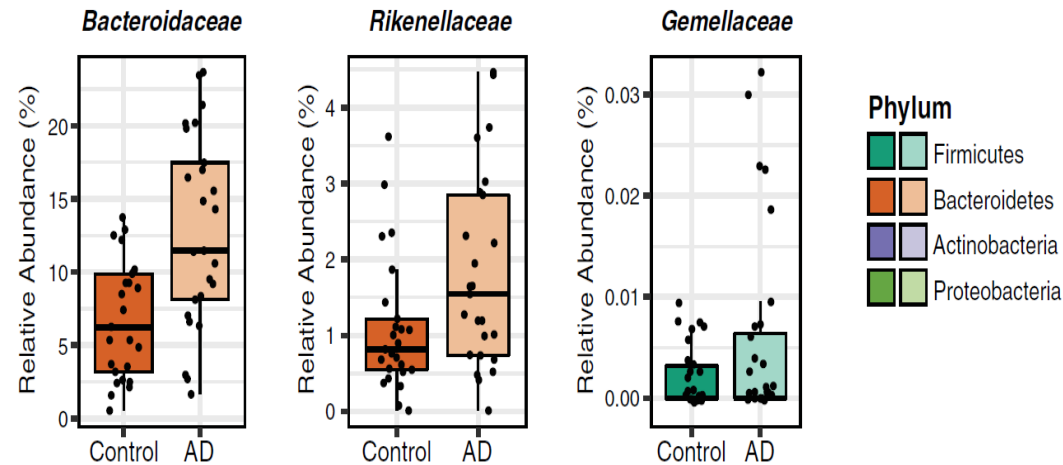 Bacteroidaceae
Relative Abundance (%)
20
15
10
5
0
Control AD
Rikenellaceae
Relative Abundance (%)
4
3
2
1
0
Control AD
Gemellaceae
Relative Abundance (%)
0.03
0.02
0.01
0.00
Control AD
Phylum
Firmicutes
Bacteroidetes
Actinobacteria
Proteobacteria